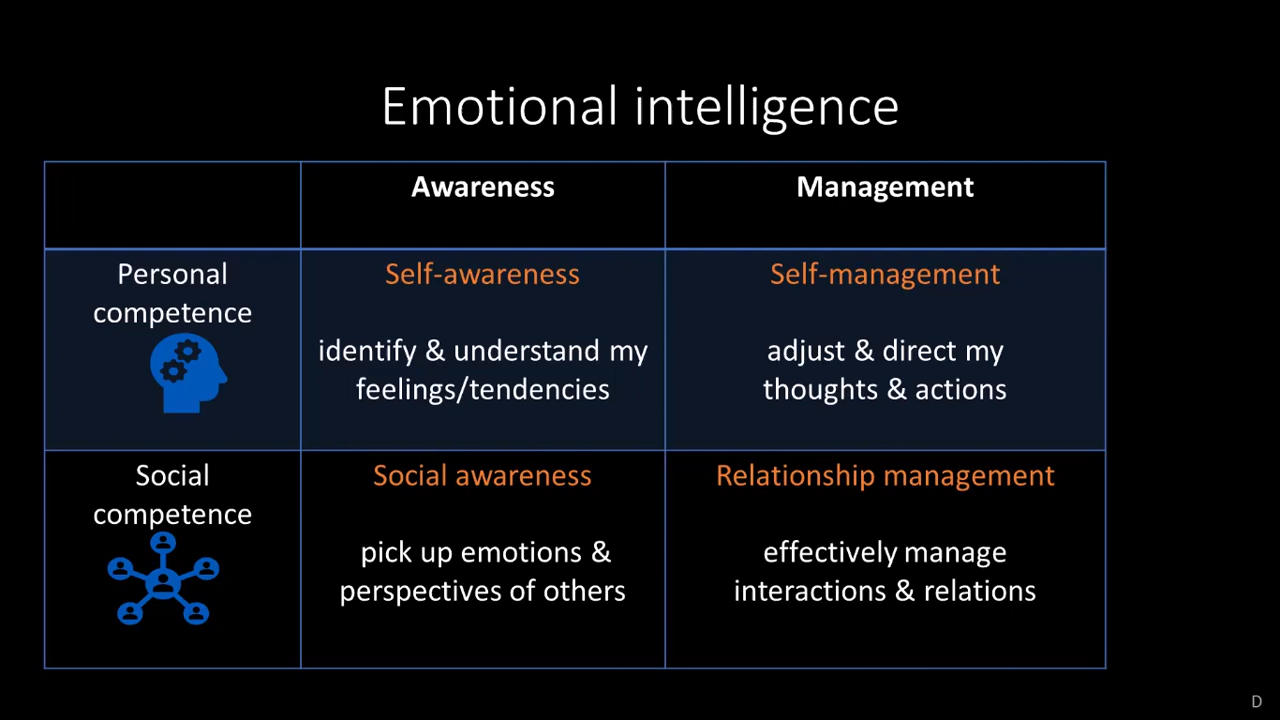 Emotional intelligence
Awareness
Management
Personal
competence
Self-awareness
identify & understand my
feelings/tendencies
Self-management
adjust & direct my
thoughts & actions
Social
competence
Social awareness
pick up emotions &
perspectives of others
Relationship management
effectively manage
interactions & relations
D